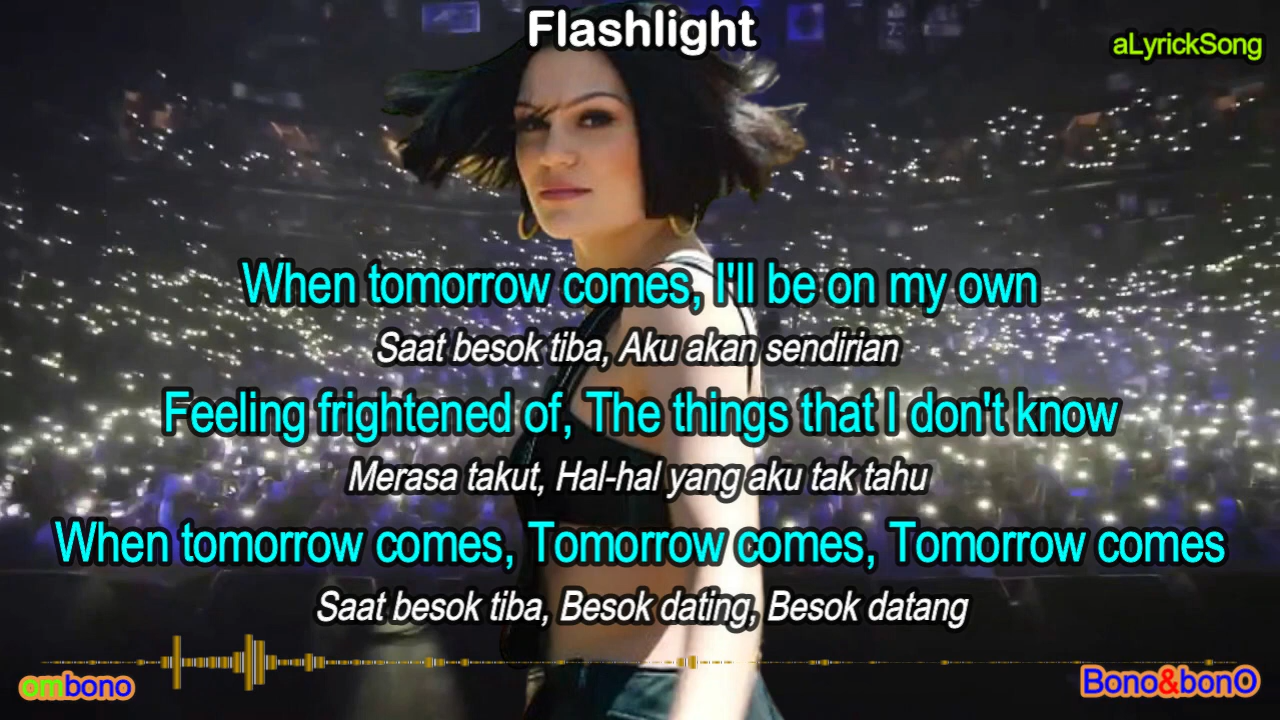 Flashlight
aLyrickSong
When tomorrow comes, I'll be on my own
Saat besok tiba, Aku akan sendirian
Feeling frightened of, The things that I don't know
Merasa takut, Hal-hal yang aku tak tahu
When tomorrow comes, Tomorrow comes, Tomorrow comes
Saat besok tiba, Besok dating, Besok datang
ombono
Bono&bonO